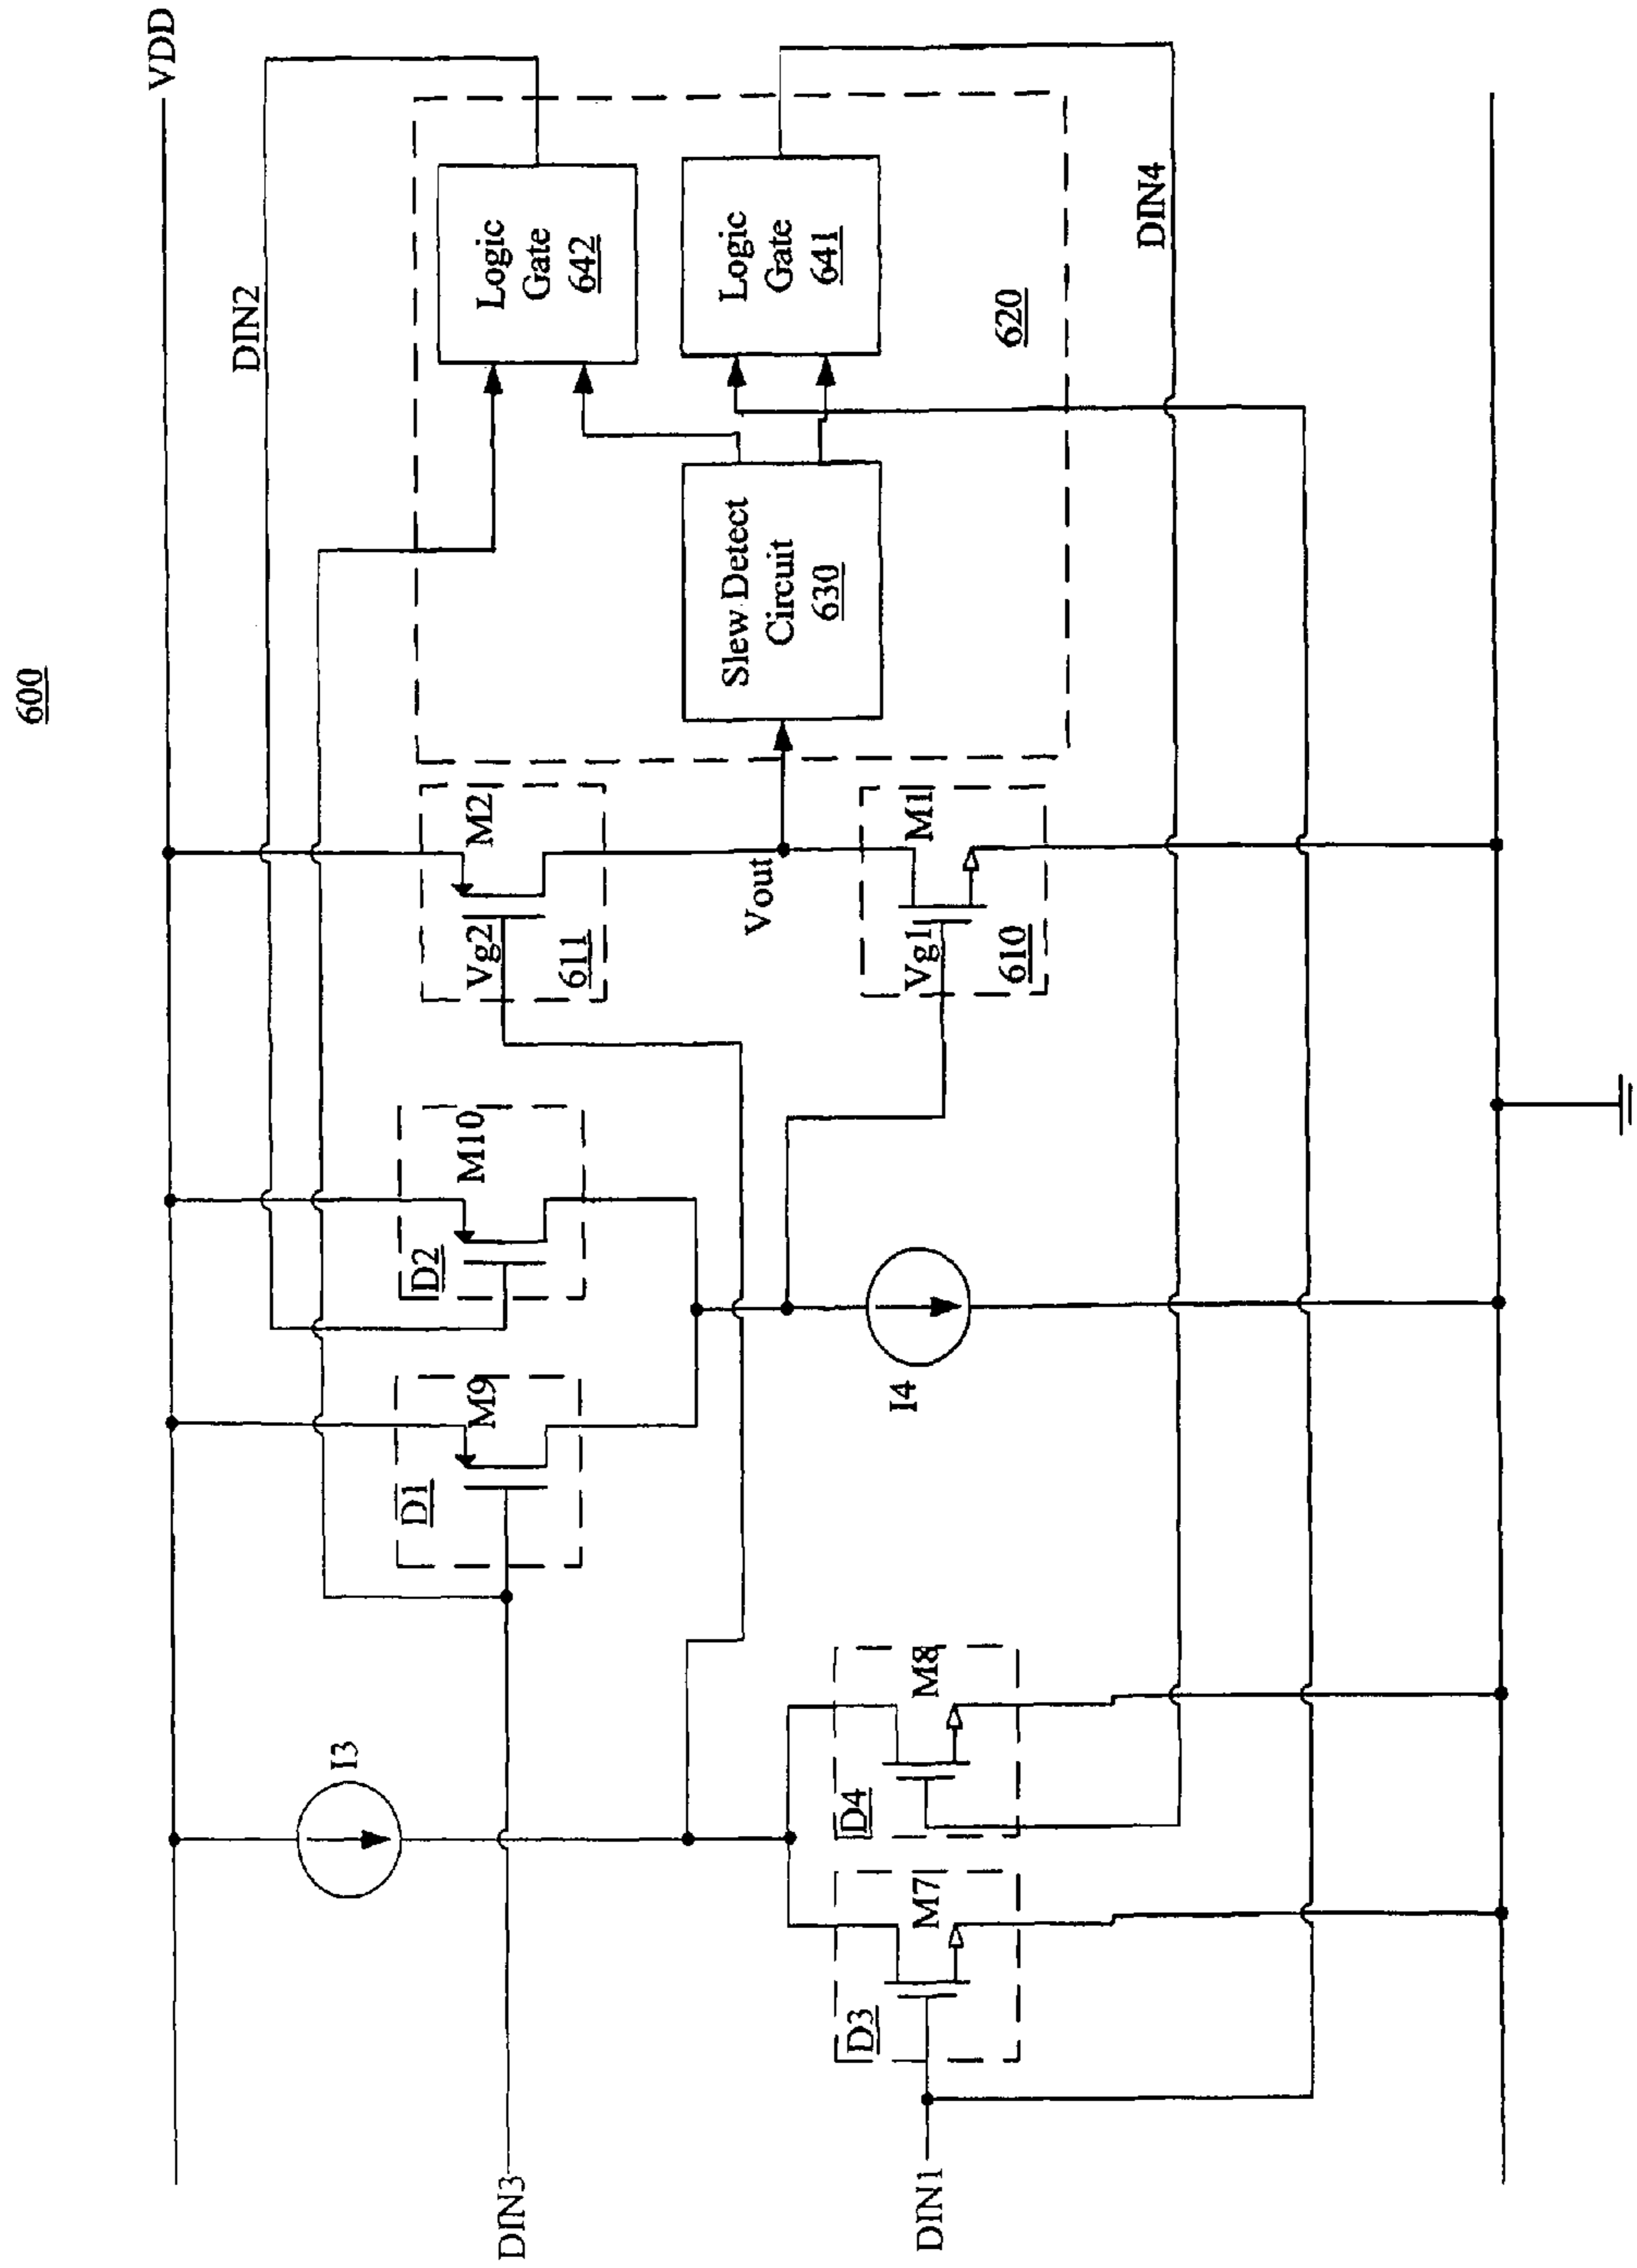 600
VDD
DIN2
Logic
Gate
642
Logic
Gate
641
620
DIN4
Slew Detect
Circuit
630
M2
Vg2
611
Vout
M1
Vg1
610
M10
D2
M9
D1
I4
I3
M8
D4
M7
D3
DIN3
DIN1